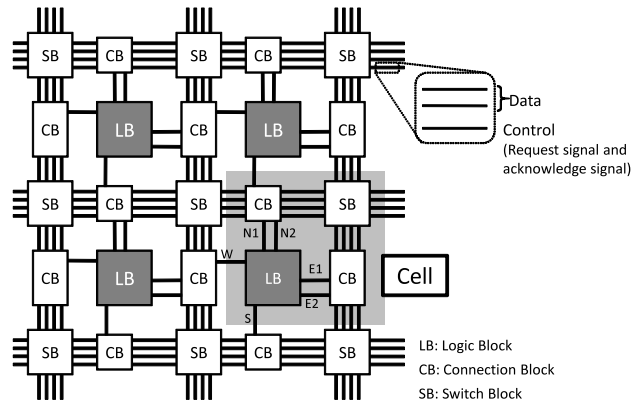 SB CB SB CB SB
CB LB CB LB CB
Data
Control
(Request signal and
acknowledge signal)
SB CB SB CB SB
N1 N2
W
CB LB CB LB CB
E1
E2
Cell
S
SB CB SB CB SB
LB: Logic Block
CB: Connection Block
SB: Switch Block